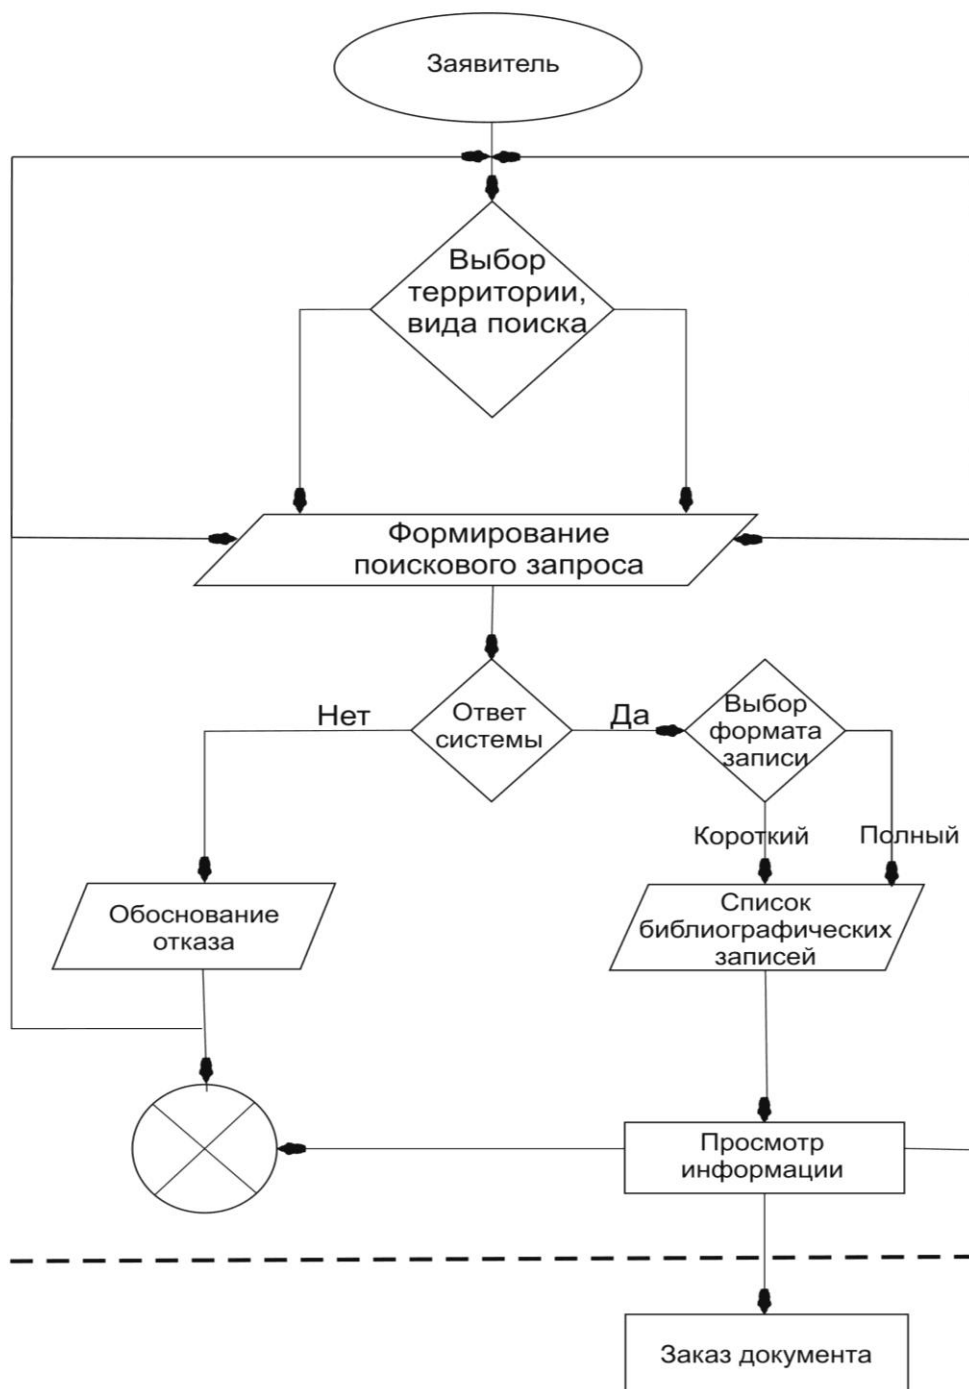 Заявитель
Выбор
территории,
вида поиска
Формирование
поискового запроса
Нет
Ответ
системы
Да
Выбор
формата
записи
Короткий
Полный
Обоснование
отказа
Список
библиографических
записей
Просмотр
информации
Заказ документа